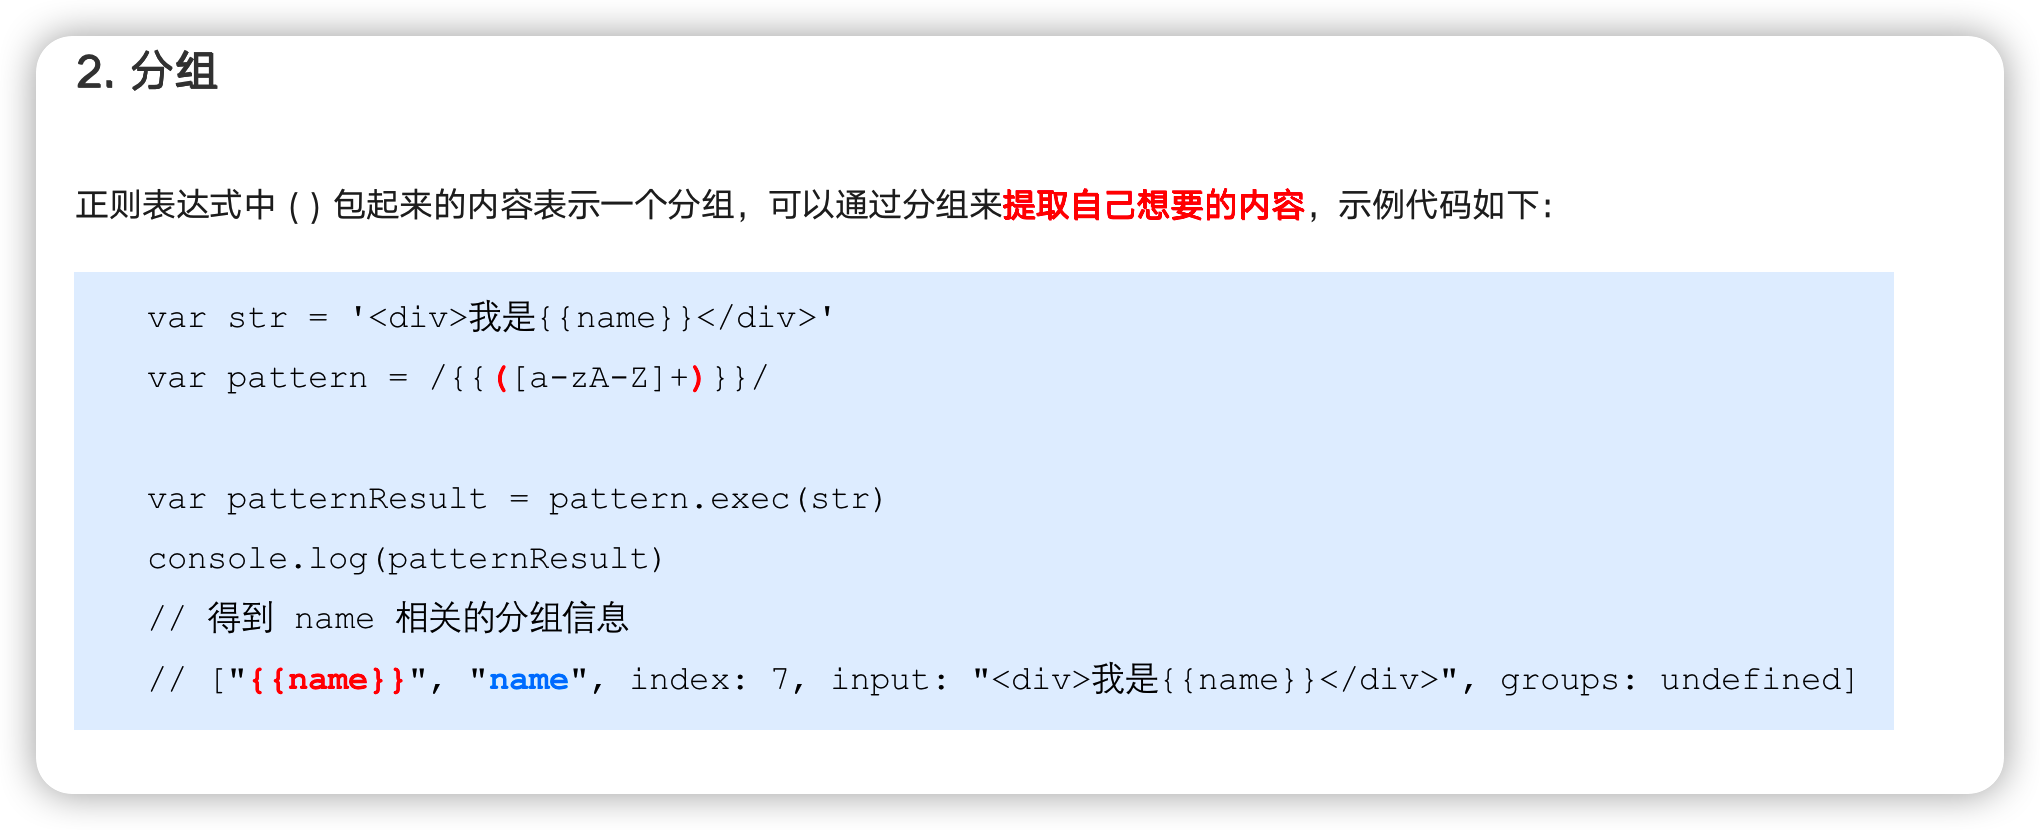 2. 分组
正则表达式中 ( ) 包起来的内容表示一个分组，可以通过分组来提取自己想要的内容，示例代码如下：
var str = '<div>我是{{name}}</div>'
var pattern = /{{([a-zA-Z]+)}}/
var patternResult = pattern.exec(str)
console.log(patternResult)
// 得到 name 相关的分组信息
// ["{{name}}", "name", index: 7, input: "<div>我是{{name}}</div>", groups: undefined]